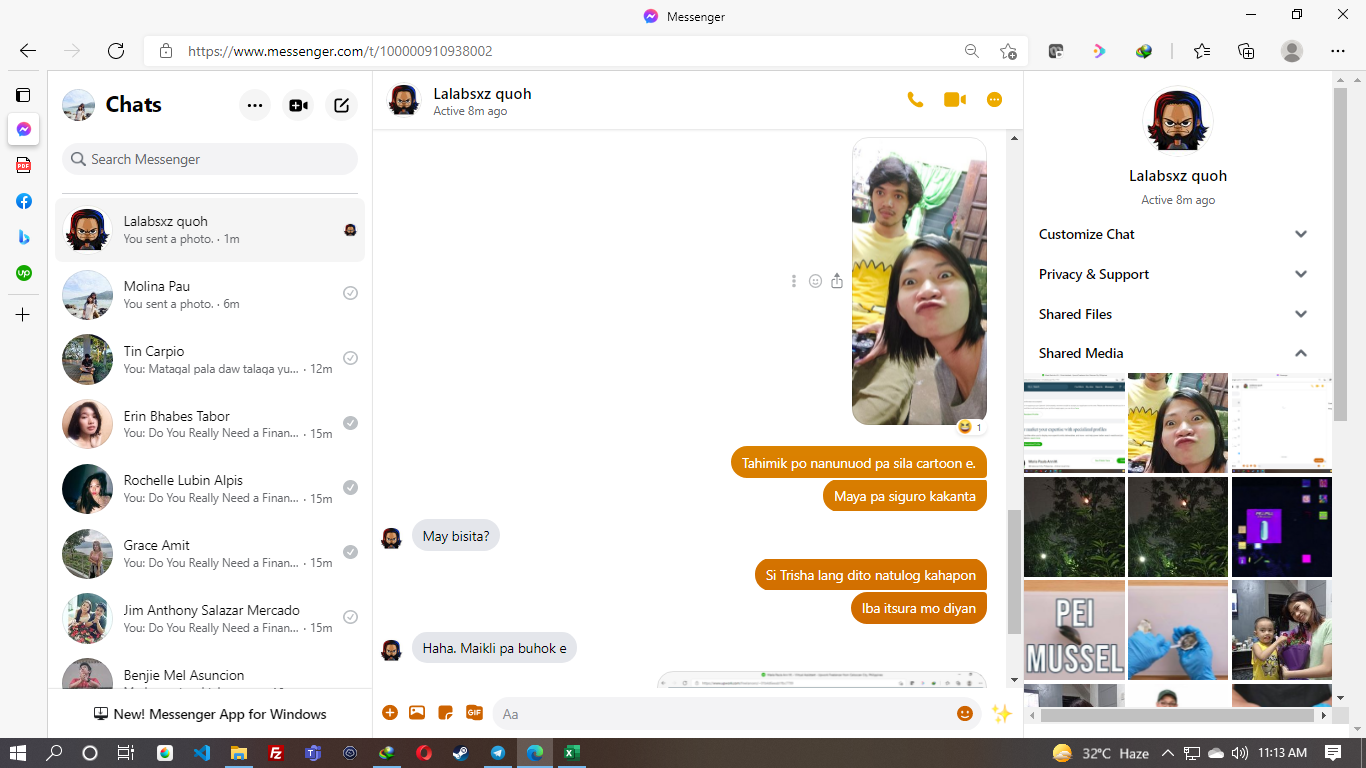 Messenger
https://www.messenger.com/t/100000910938002
Chats
Search Messenger
Lalabsxz quoh
You sent a photo. · 1m
Molina Pau
You sent a photo. · 6m
Tin Carpio
You: Matagal pala daw talaga yu... · 12m
Erin Bhabes Tabor
You: Do You Really Need a Finan... · 15m
Rochelle Lubin Alpis
You: Do You Really Need a Finan... · 15m
Grace Amit
You: Do You Really Need a Finan... · 15m
Jim Anthony Salazar Mercado
You: Do You Really Need a Finan... · 15m
Benjie Mel Asuncion
New! Messenger App for Windows
Lalabsxz quoh
Active 8m ago
1
Tahimik po nanunuod pa sila cartoon e.
Maya pa siguro kakanta
May bisita?
Si Trisha lang dito natulog kahapon
Iba itsura mo diyan
Haha. Maikli pa buhok e
GIF
Aa
Lalabsxz quoh
Active 8m ago
Customize Chat
Privacy & Support
Shared Files
Shared Media
PEI
MUSSEL
PDF
up
32°C Haze
11:13 AM